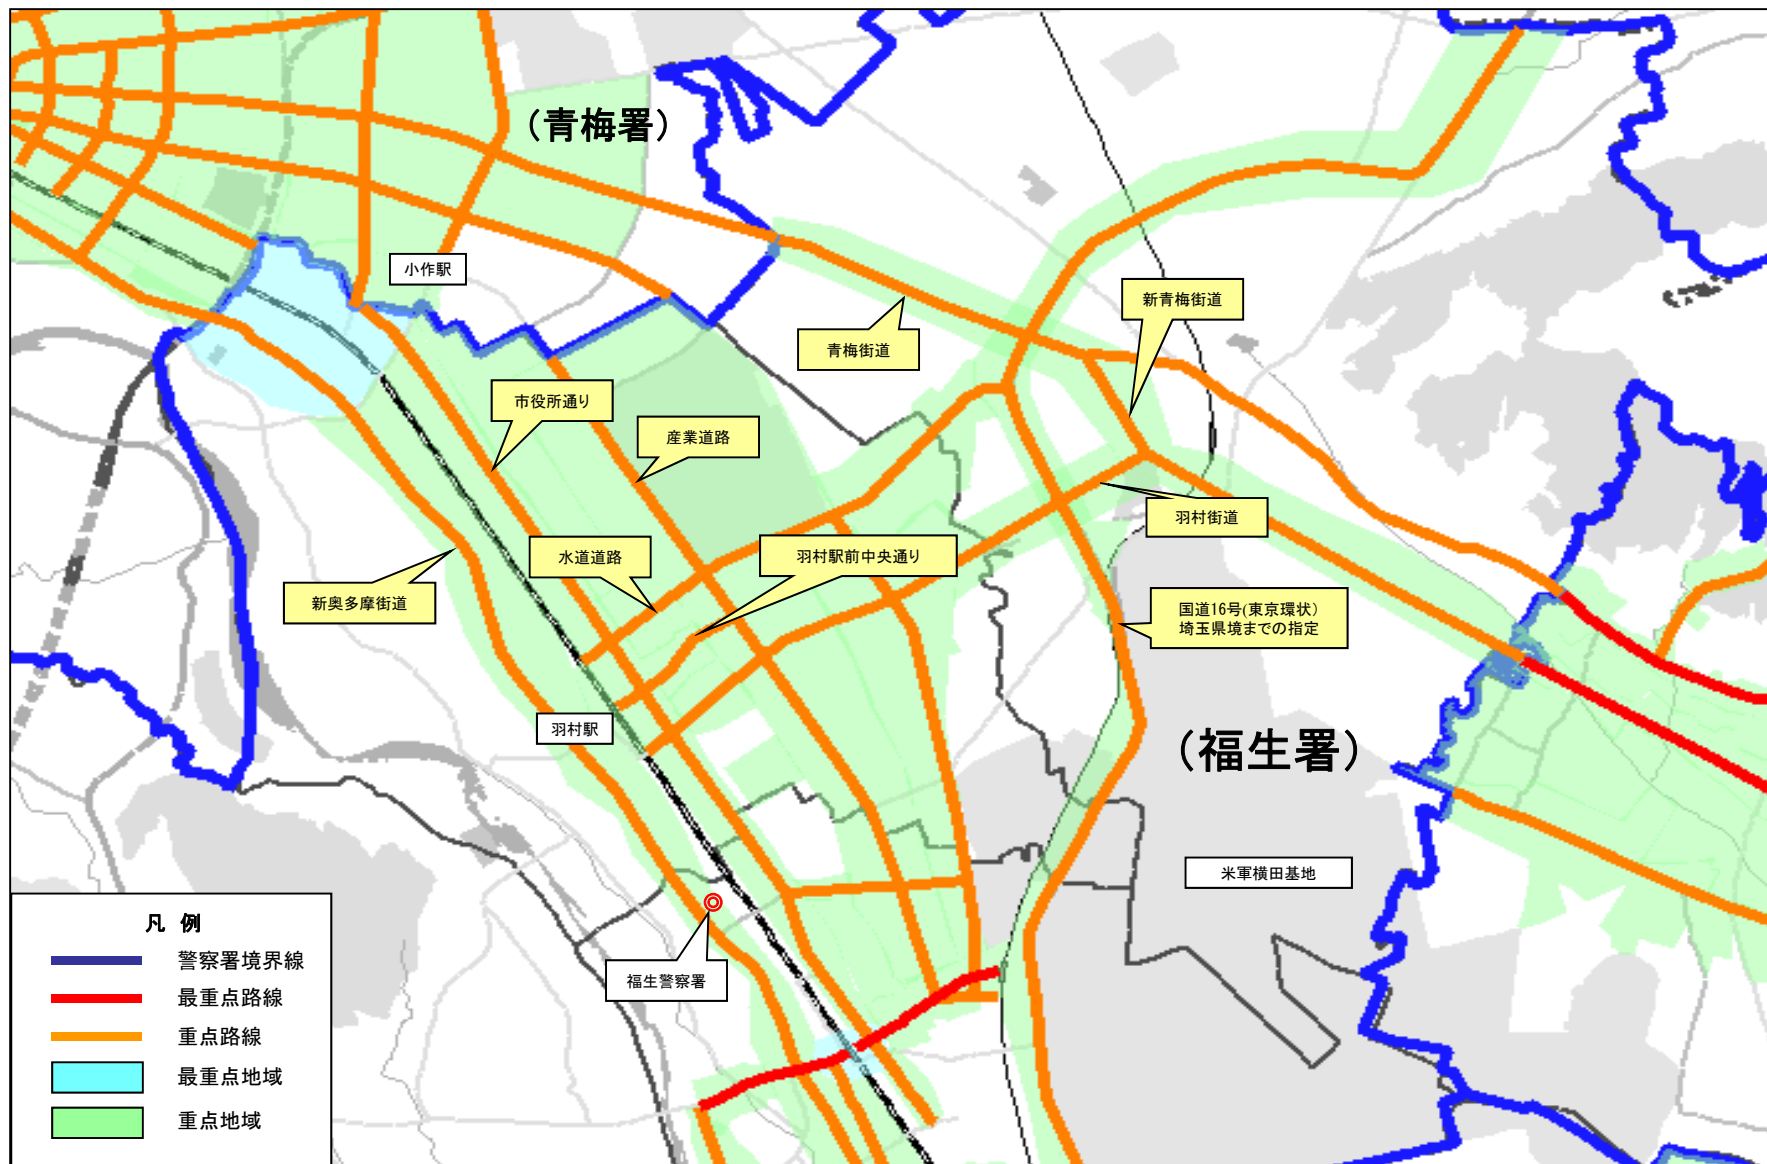 （青梅署）
小作駅
新青梅街道
青梅街道
市役所通り
産業道路
羽村街道
水道道路
羽村駅前中央通り
新奥多摩街道
国道16号(東京環状）
埼玉県境までの指定
羽村駅
（福生署）
米軍横田基地
福生警察署
凡 例
警察署境界線
最重点路線
重点路線
最重点地域
重点地域